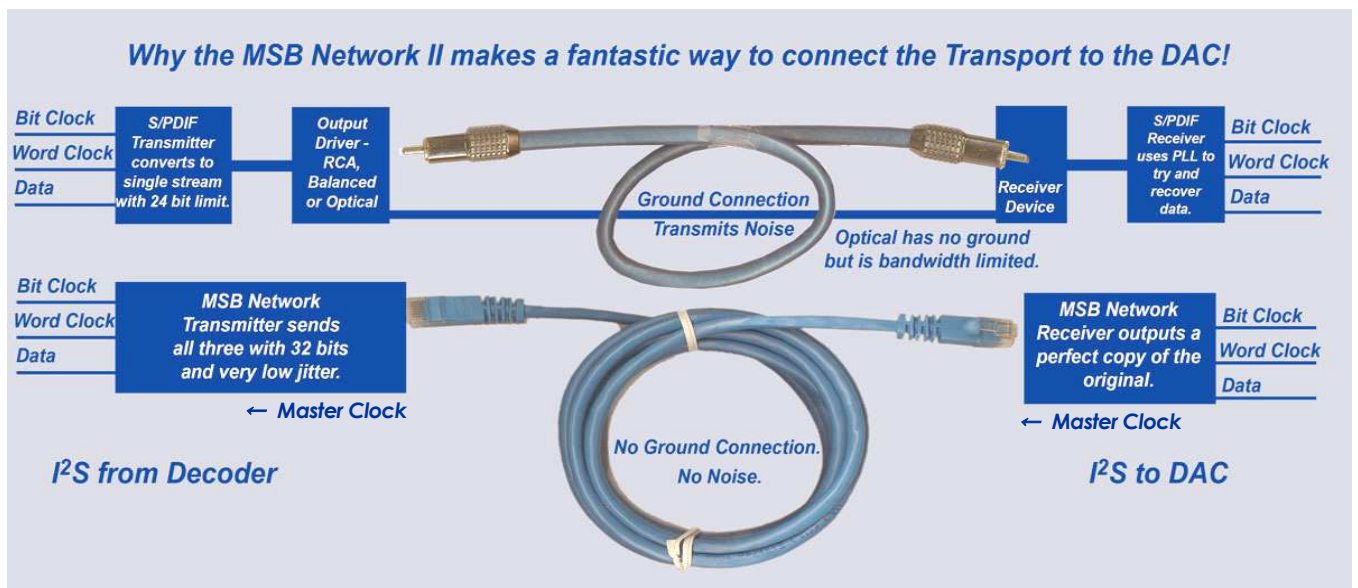 Why the MSB Network II makes a fantastic way to connect the Transport to the DAC!
Bit Clock
Word Clock
Data
S/PDIF
Transmitter
converts to
single stream
with 24 bit limit.
Output
Driver -
RCA,
Balanced
or Optical
Ground Connection
Transmits Noise
Optical has no ground
but is bandwidth limited.
Receiver
Device
S/PDIF
Receiver
uses PLL to
try and
recover
data.
Bit Clock
Word Clock
Data
Bit Clock
Word Clock
Data
MSB Network
Transmitter sends
all three with 32 bits
and very low jitter.
← Master Clock
No Ground Connection.
No Noise.
MSB Network
Receiver outputs a
perfect copy of the
original.
← Master Clock
Bit Clock
Word Clock
Data
I²S from Decoder
I²S to DAC